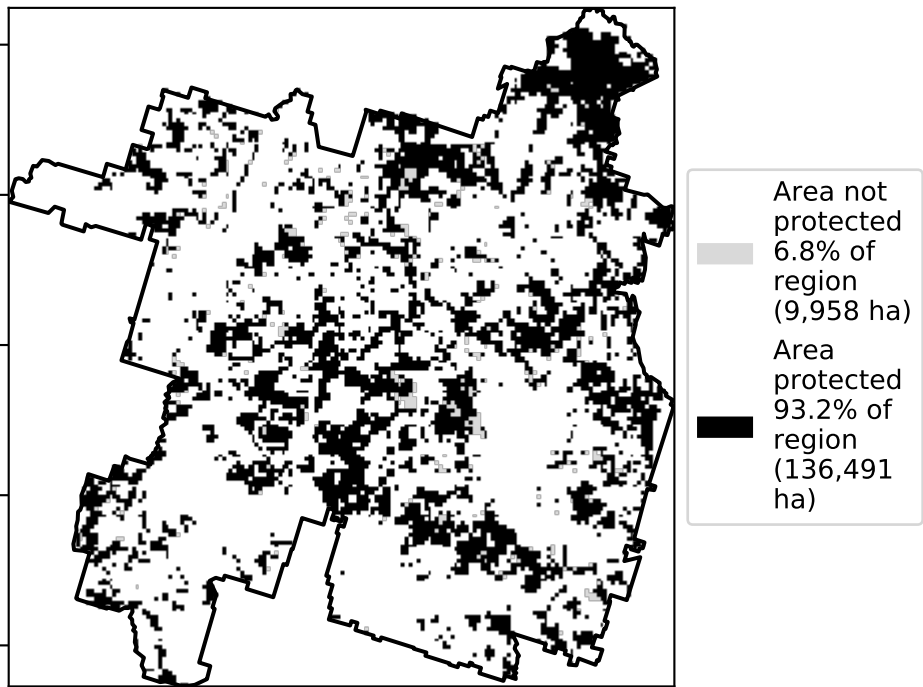 Area not
protected
6.8% of
region
(9,958 ha)
Area
protected
93.2% of
region
(136,491
ha)